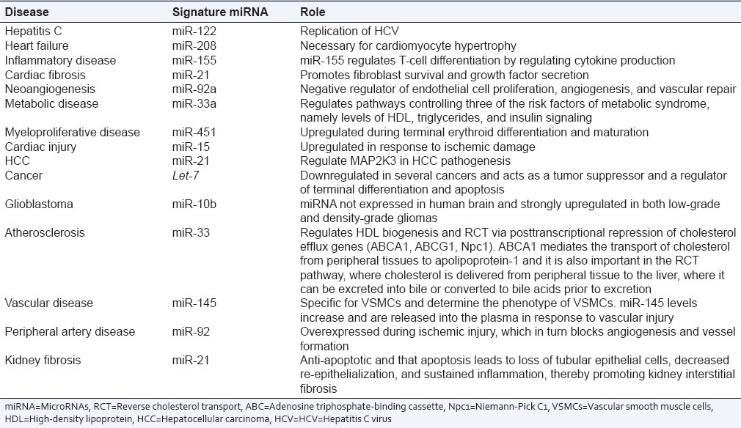 Disease Signature miRNA Role
Hepatitis C miR-122 Replication of HCV
Heart failure miR-208 Necessary for cardiomyocyte hypertrophy
Inflammatory disease miR-155 miR-155 regulates T-cell differentiation by regulating cytokine production
Cardiac fibrosis miR-21 Promotes fibroblast survival and growth factor secretion
Neoangenesis miR-92a Negative regulator of endothelial cell proliferation, angiogenesis, and vascular repair
Metabolic disease miR-33a Regulates pathways controlling three of the risk factors of metabolic syndrome,
namely levels of HDL, triglycerides, and insulin signaling
Myeloproliferative disease miR-451 Upregulated during terminal erythroid differentiation and maturation
Cardiac injury miR-15 Upregulated in response to ischemic damage
HCC miR-21 Regulate MAP2K3 in HCC pathogenesis
Cancer Let-7 Downregulated in several cancers and acts as a tumor suppressor and a regulator
of terminal differentiation and apoptosis
Glioblastoma miR-10b miRNA not expressed in human brain and strongly upregulated in both low-grade
and density-grade gliomas
Atherosclerosis miR-33 Regulates HDL biogenesis and RCT via posttranscriptional repression of cholesterol
efflux genes (ABCA1, ABCG1, Npc1). ABCA1 mediates the transport of cholesterol
from peripheral tissues to apolipoprotein-1 and it is also important in the RCT
pathway, where cholesterol is delivered from peripheral tissue to the liver, where it
can be excreted into bile or converted to bile acids prior to excretion
Vascular disease miR-145 Specific for VSMCs and determine the phenotype of VSMCs. miR-145 levels
increase and are released into the plasma in response to vascular injury
Peripheral artery disease miR-92 Overexpressed during ischemic injury, which in turn blocks angiogenesis and vessel
formation
Kidney fibrosis miR-21 Anti-apoptotic and that apoptosis leads to loss of tubular epithelial cells, decreased
re-epithelialization, and sustained inflammation, thereby promoting kidney interstitial
fibrosis
miRNA=MicroRNAs, RCT=Reverse cholesterol transport, ABC=Adenosine triphosphate-binding cassette, Npc1=Niemann-Pick C1, VSMCs=Vascular smooth muscle cells,
HDL=High-density lipoprotein, HCC=Hepatocellular carcinoma, HCV=HCV=Hepatitis C virus